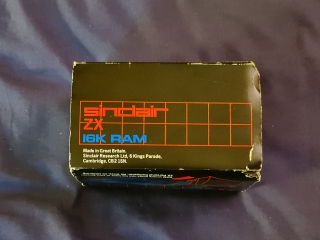 sinclair
ZX
16K RAM
Made in Great Britain.
Sinclair Research Ltd, 6 Kings Parade,
Cambridge, CB2 1SN.